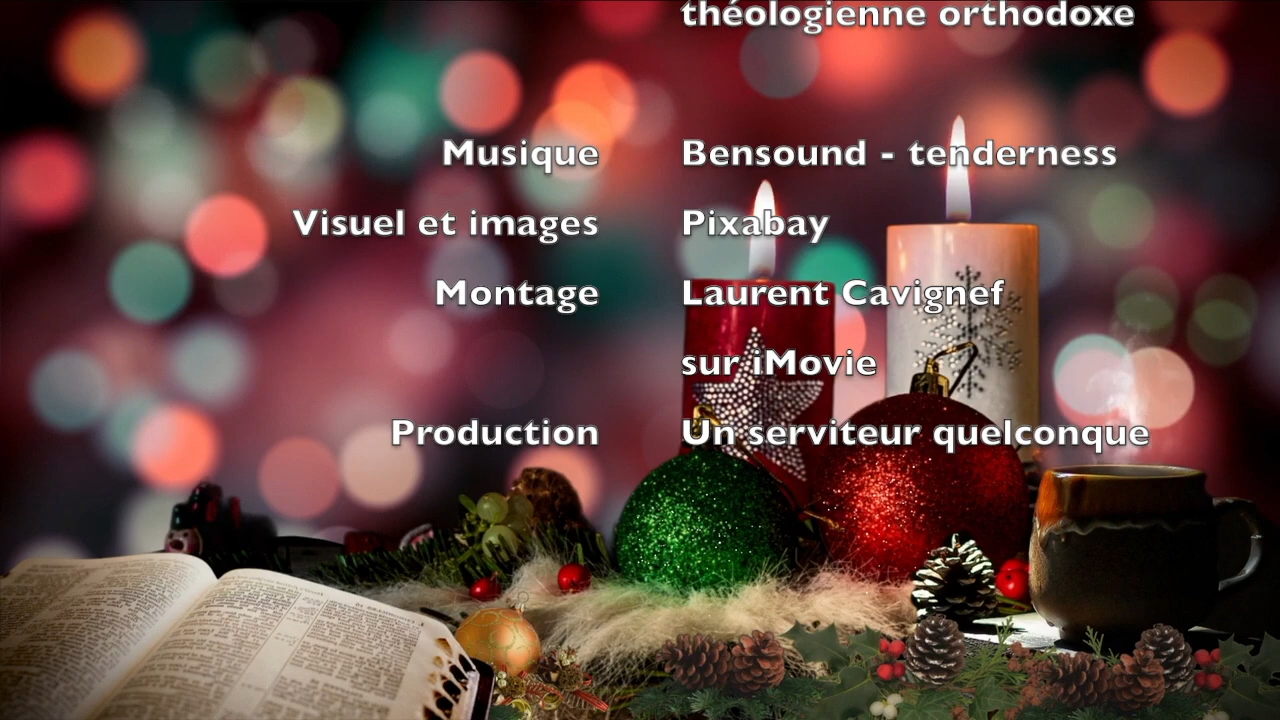 théologienne orthodoxe
Musique Bensound - tenderness
Visuel et images Pixabay
Montage Laurent Cavignef
sur iMovie
Production Un serviteur quelconque